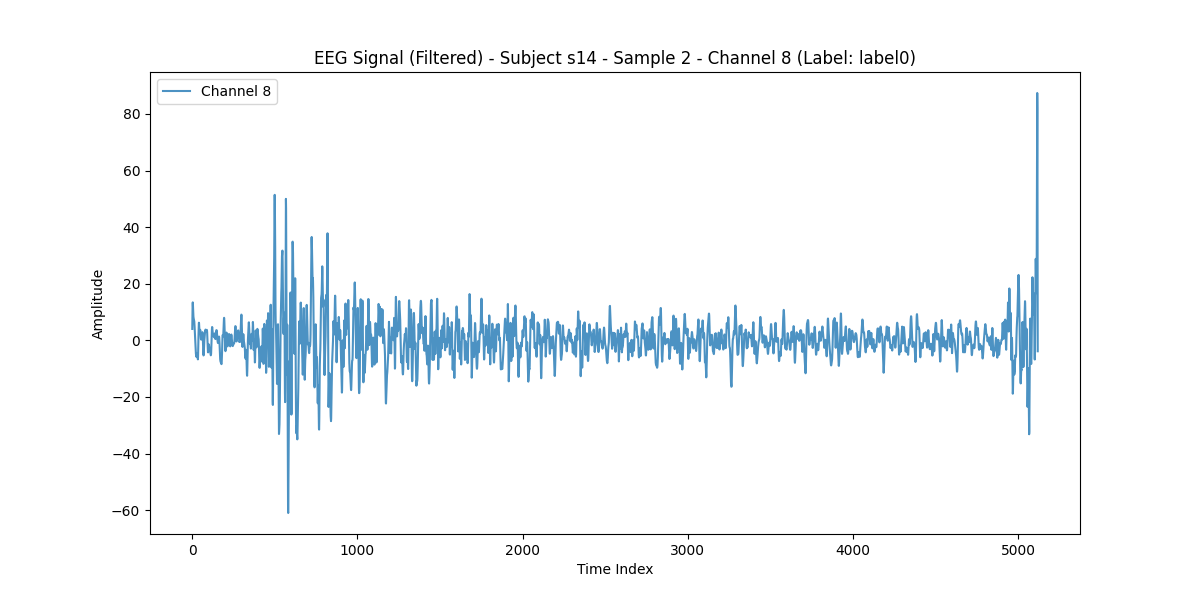 EEG Signal (Filtered) - Subject s14 - Sample 2 - Channel 8 (Label: label0)
Channel 8
80
60
40
20
0
−20
−40
−60
Amplitude
0 1000 2000 3000 4000 5000
Time Index